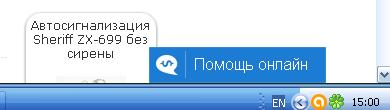 Автосигнализация
Sheriff ZX-699 без
сирены
Помощь онлайн
EN
15:00